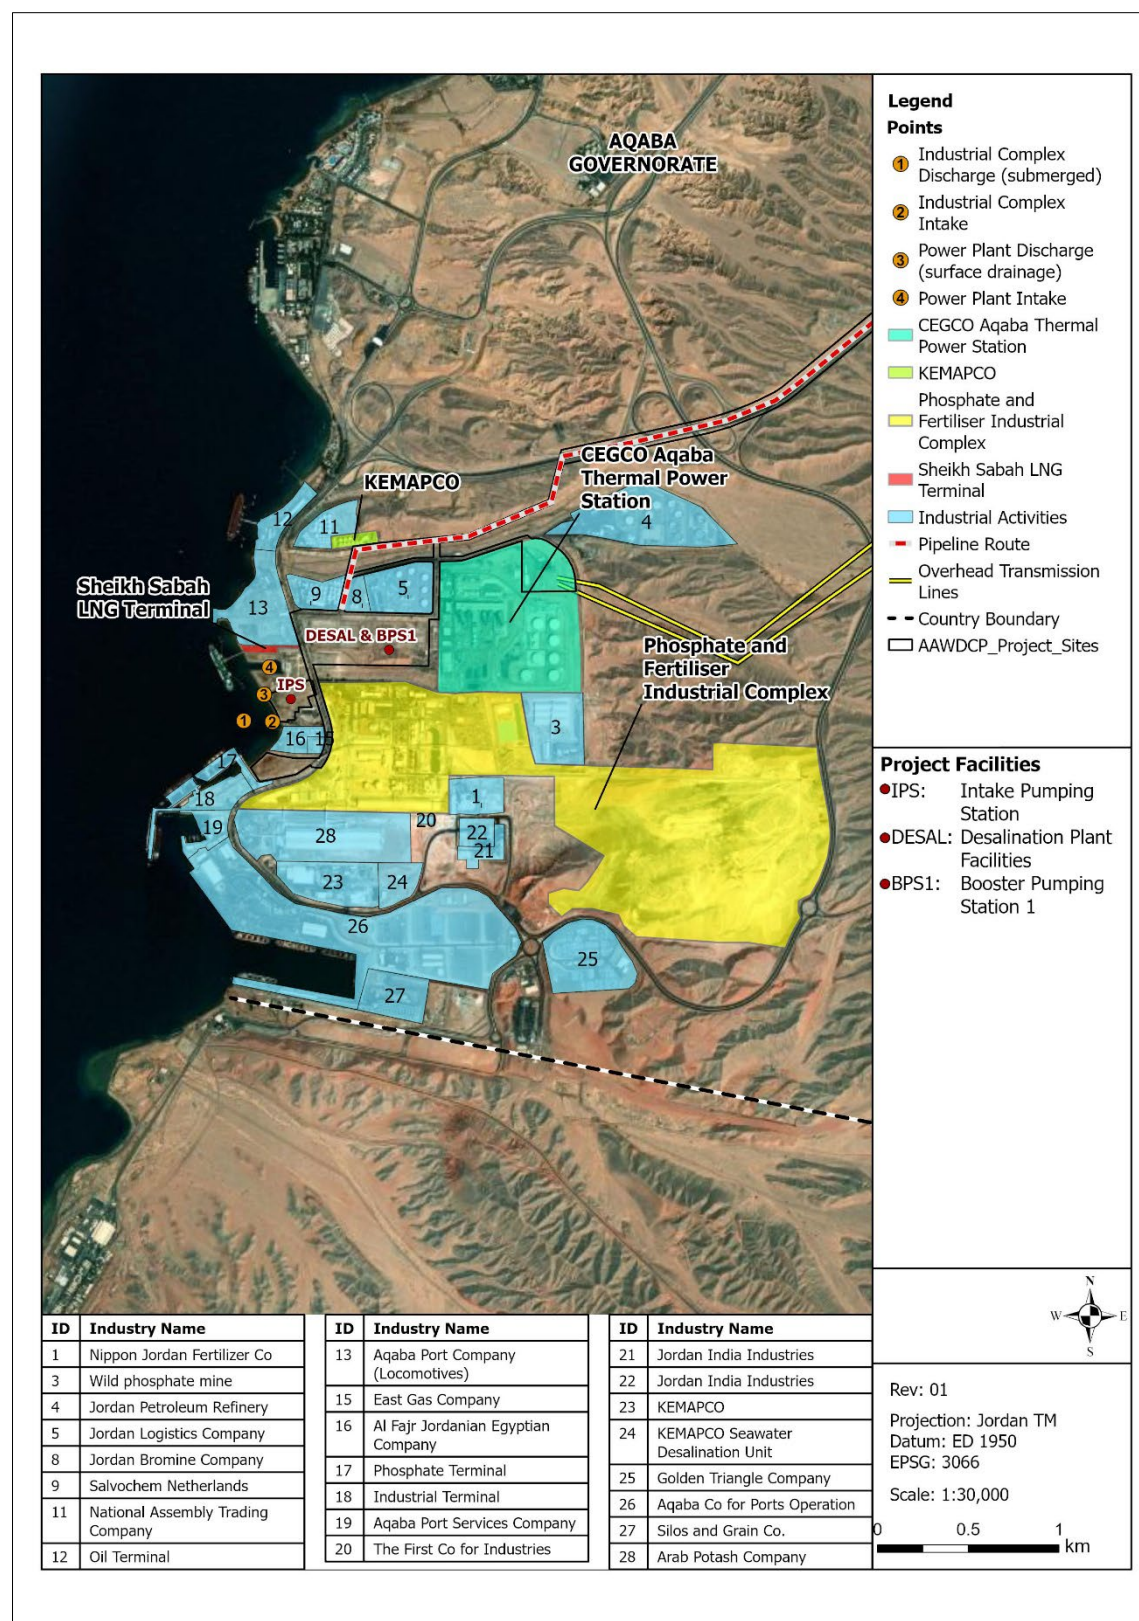 AQABA
GOVERNORATE
CEGCO Aqaba
Thermal Power
Station
KEMAPCO
12
11
4
9
8
5
Sheikh Sabah
LNG Terminal
13
DESAL & BPS1
4
IPS
3
1
2
16
15
Phosphate and
Fertiliser
Industrial Complex
3
17
18
19
1
20
28
22
21
23
24
26
25
27
Legend
Points
1 Industrial Complex
Discharge (submerged)
2 Industrial Complex
Intake
3 Power Plant Discharge
(surface drainage)
4 Power Plant Intake
CEGCO Aqaba Thermal
Power Station
KEMAPCO
Phosphate and
Fertiliser Industrial
Complex
Sheikh Sabah LNG
Terminal
Industrial Activities
Pipeline Route
Overhead Transmission
Lines
Country Boundary
AAWDCP_Project_Sites
Project Facilities
IPS: Intake Pumping
Station
DESAL: Desalination Plant
Facilities
BPS1: Booster Pumping
Station 1
N
W E
S
Rev: 01
Projection: Jordan TM
Datum: ED 1950
EPSG: 3066
Scale: 1:30,000
0 0.5 1
km
ID Industry Name
1 Nippon Jordan Fertilizer Co
3 Wild phosphate mine
4 Jordan Petroleum Refinery
5 Jordan Logistics Company
8 Jordan Bromine Company
9 Salvochem Netherlands
11 National Assembly Trading
Company
12 Oil Terminal
ID Industry Name
13 Aqaba Port Company
(Locomotives)
15 East Gas Company
16 Al Fajr Jordanian Egyptian
Company
17 Phosphate Terminal
18 Industrial Terminal
19 Aqaba Port Services Company
20 The First Co for Industries
ID Industry Name
21 Jordan India Industries
22 Jordan India Industries
23 KEMAPCO
24 KEMAPCO Seawater
Desalination Unit
25 Golden Triangle Company
26 Aqaba Co for Ports Operation
27 Silos and Grain Co.
28 Arab Potash Company